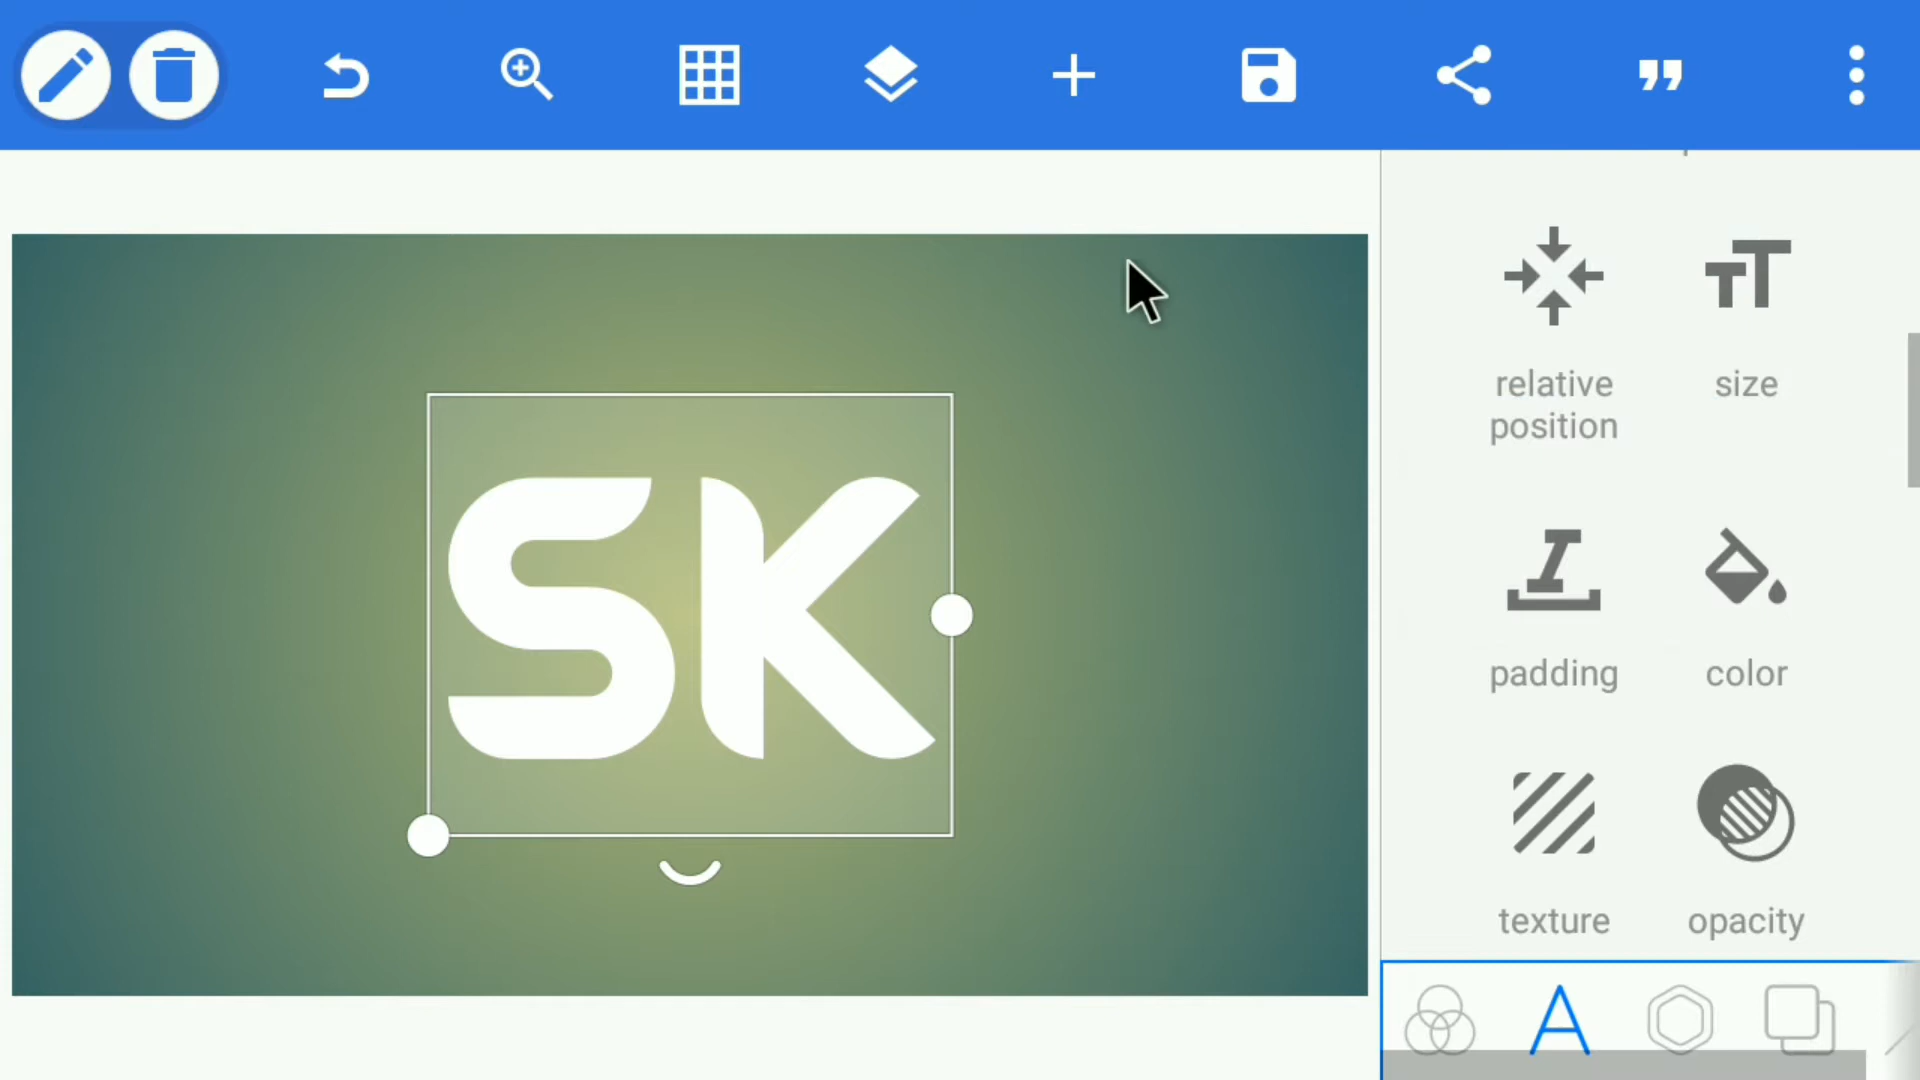 SK
relative
position
size
padding
color
texture
opacity